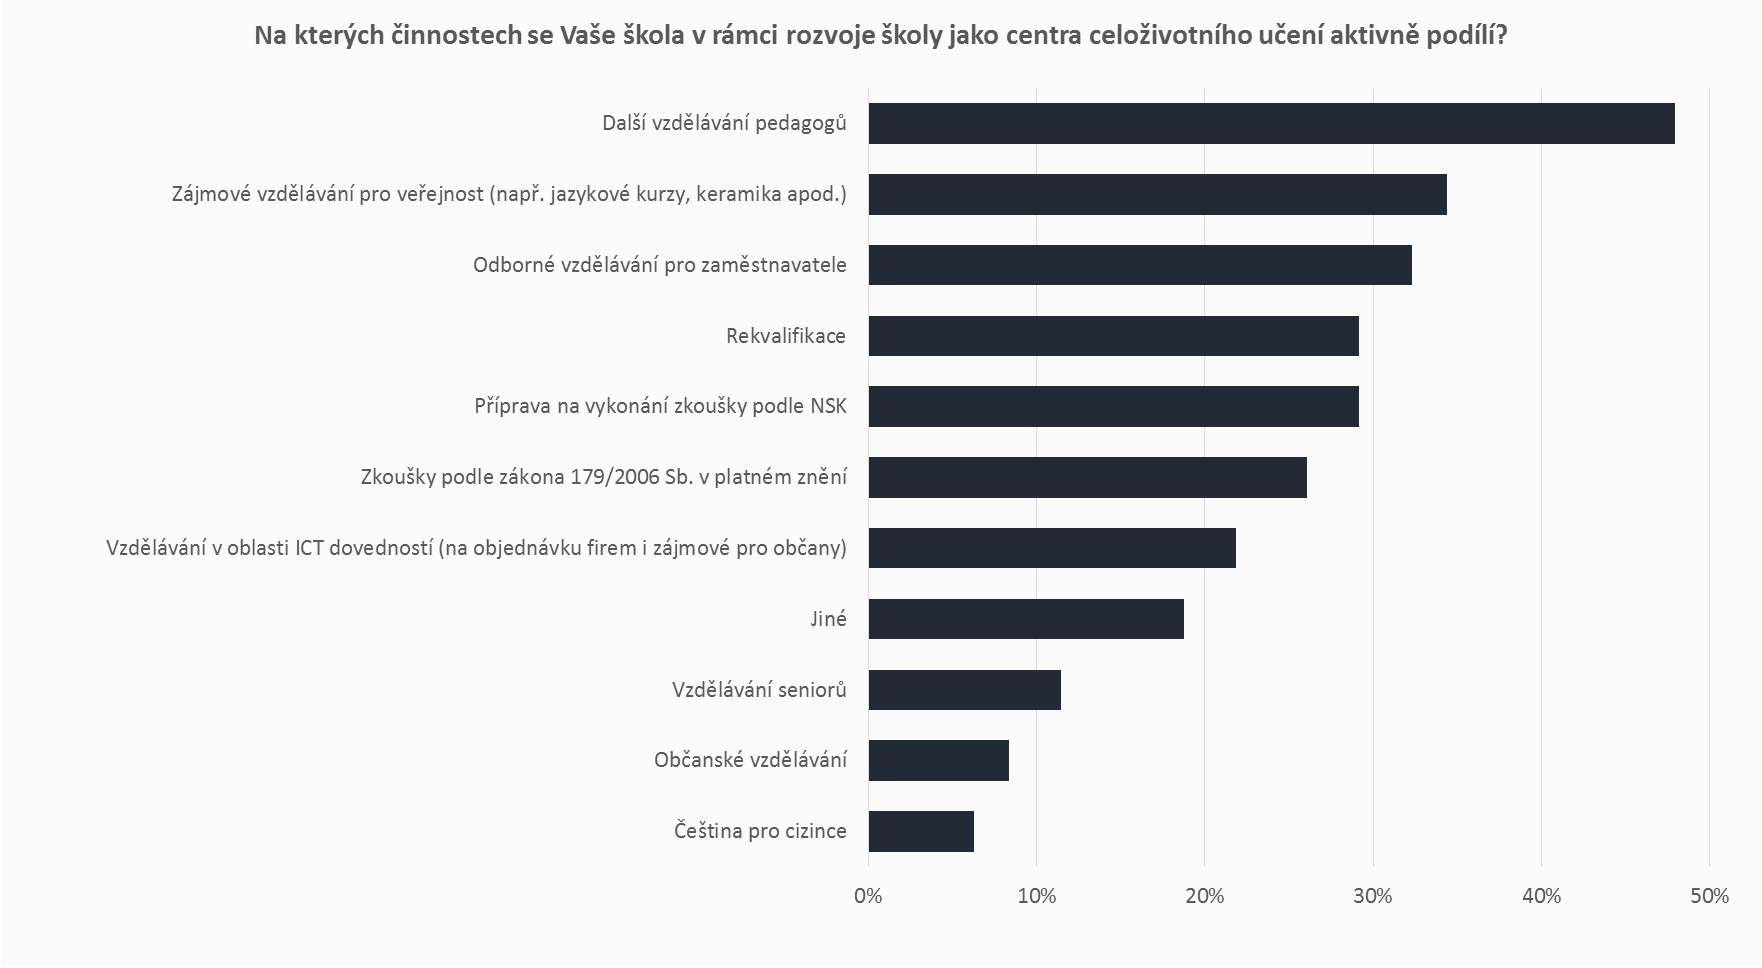 Na kterých činnostech se Vaše škola v rámci rozvoje školy jako centra celoživotního učení aktivně podílí?
Další vzdělávání pedagogů
Zájmové vzdělávání pro veřejnost (např. jazykové kurzy, keramika apod.)
Odborné vzdělávání pro zaměstnavatele
Rekvalifikace
Příprava na vykonání zkoušky podle NSK
Zkoušky podle zákona 179/2006 Sb. v platném znění
Vzdělávání v oblasti ICT dovedností (na objednávku firem i zájmové pro občany)
Jiné
Vzdělávání seniorů
Občanské vzdělávání
Čeština pro cizince
0% 10% 20% 30% 40% 50%